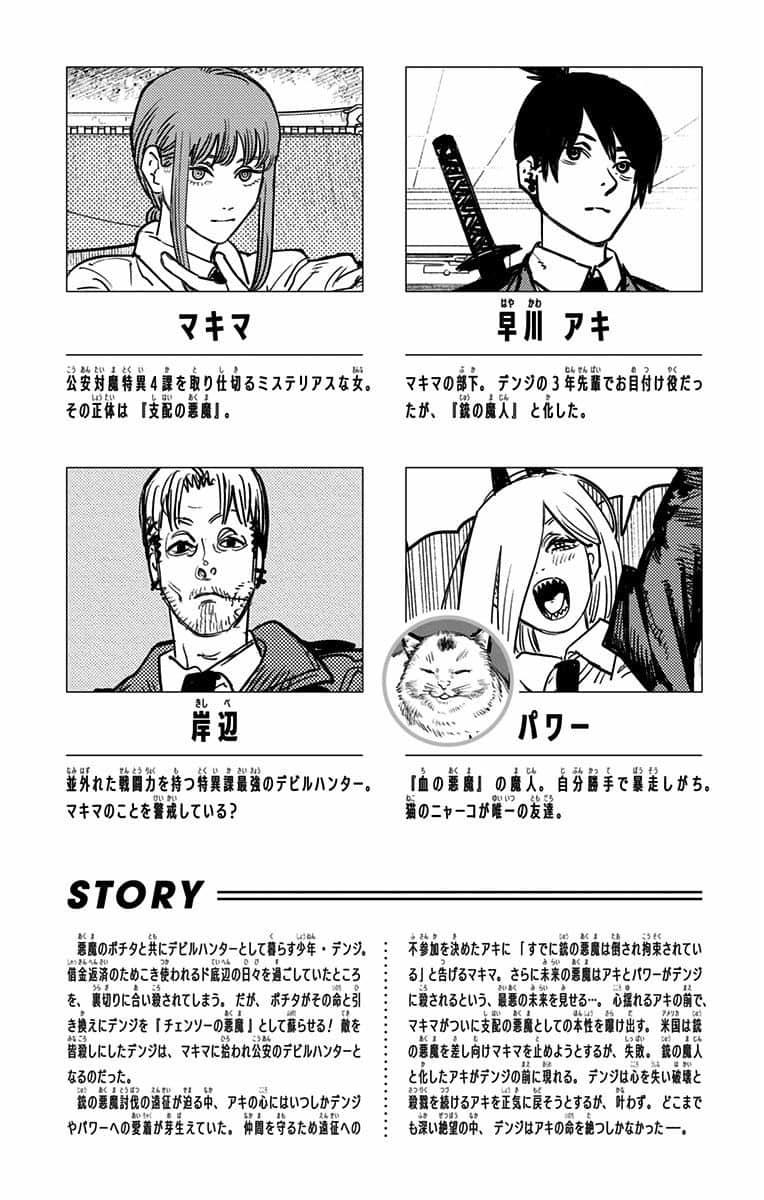 マキマ
公安対魔特異4課を取り仕切るミステリアスな女。
その正体は『支配の悪魔』。
早川 アキ
マキマの部下。デンジの3年先輩でお目付け役だっ
たが、『銃の魔人』と化した。
岸辺
並外れた戦闘力を持つ特異課最強のデビルハンター。
マキマのことを警戒している?
パワー
『血の悪魔』の魔人。自分勝手で暴走しがち。
猫のニャーコが唯一の友達。
STORY
悪魔のポチタと共にデビルハンターとして暮らす少年・デンジ。
借金返済のためこき使われるド底辺の日々を過ごしていたところ
を、裏切りに合い殺されてしまう。だが、ポチタがその命と引
き換えにデンジを『チェンソーの悪魔』として蘇らせる!敵を
皆殺しにしたデンジは、マキマに拾われ公安のデビルハンターと
なるのだった。
銃の悪魔討伐の遠征が迫る中、アキの心にはいつしかデンジ
やパワーへの愛着が芽生えていた。仲間を守るため遠征への
不参加を決めたアキに「すでに銃の悪魔は倒され拘束されてい
る」と告げるマキマ。さらに未来の悪魔はアキとパワーがデンジ
に殺されるという、最悪の未来を見せる…。心揺れるアキの前で、
マキマがついに支配の悪魔としての本性を曝け出す。米国は銃
の悪魔を差し向けマキマを止めようとするが、失敗。銃の魔人
と化したアキがデンジの前に現れる。デンジは心を失い破壊と
殺戮を続けるアキを正気に戻そうとするが、叶わず。どこまで
も深い絶望の中、デンジはアキの命を絶つしかなかった──。